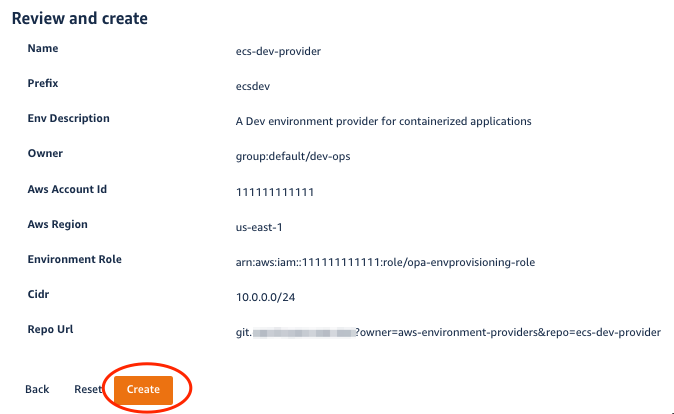 Review and create
Name ecs-dev-provider
Prefix ecsdev
Env Description A Dev environment provider for containerized applications
Owner group:default/dev-ops
Aws Account Id 111111111111
Aws Region us-east-1
Environment Role arn:aws:iam::111111111111:role/opa-envprovisioning-role
Cidr 10.0.0.0/24
Repo Url git. ?owner=aws-environment-providers&repo=ecs-dev-provider
Back Reset Create